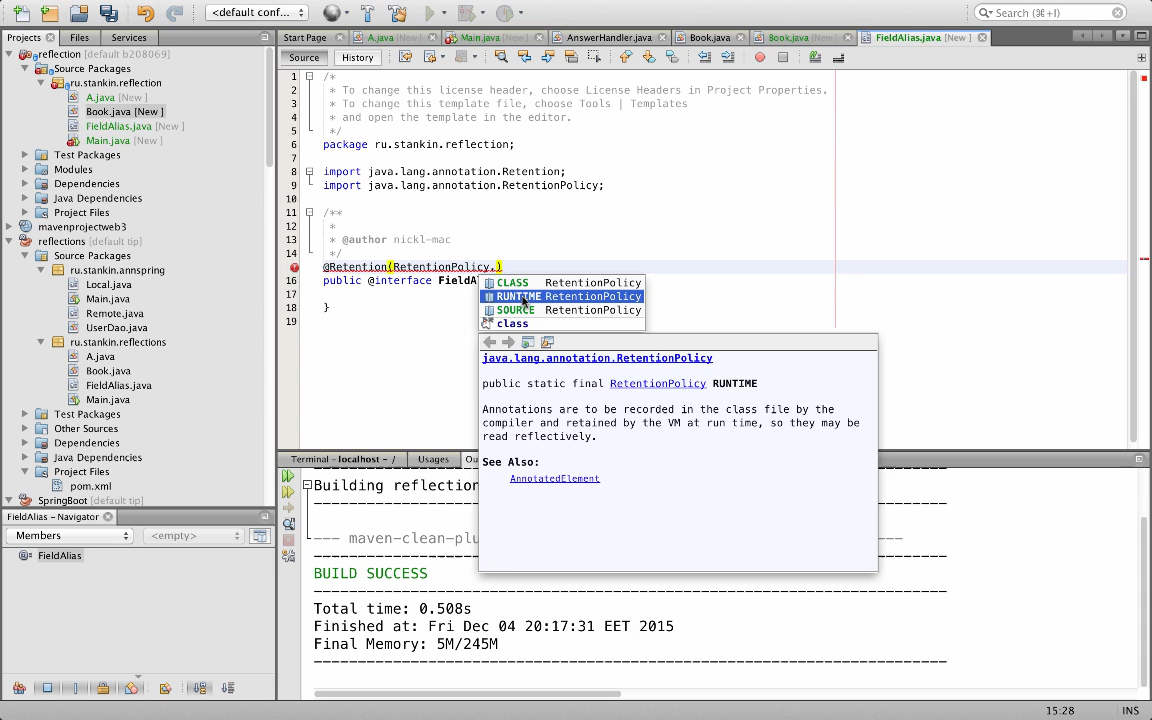 <default conf...
Search (⌘+I)
Projects
Files
Services
Start Page
A.java [New ]
Main.java [New ]
AnswerHandler.java
Book.java
Book.java [New ]
FieldAlias.java [New ]
Source
History
reflection [default b208069]
Source Packages
ru.stankin.reflection
A.java [New ]
Book.java [New ]
FieldAlias.java [New ]
Main.java [New ]
Test Packages
Modules
Dependencies
Java Dependencies
Project Files
mavenprojectweb3
reflections [default tip]
Source Packages
ru.stankin.annspring
Local.java
Main.java
Remote.java
UserDao.java
ru.stankin.reflections
A.java
Book.java
FieldAlias.java
Main.java
Test Packages
Other Sources
Dependencies
Java Dependencies
Project Files
pom.xml
SpringBoot [default tip]
1 /*
2 * To change this license header, choose License Headers in Project Properties.
3 * To change this template file, choose Tools | Templates
4 * and open the template in the editor.
5 */
6 package ru.stankin.reflection;
7
8 import java.lang.annotation.Retention;
9 import java.lang.annotation.RetentionPolicy;
10
11 /**
12 *
13 * @author nickl-mac
14 */
@Retention(RetentionPolicy.)
16 public @interface FieldA
17
18 }
19
CLASS RetentionPolicy
RUNTIME RetentionPolicy
SOURCE RetentionPolicy
class
java.lang.annotation.RetentionPolicy
public static final RetentionPolicy RUNTIME
Annotations are to be recorded in the class file by the
compiler and retained by the VM at run time, so they may be
read reflectively.
See Also:
AnnotatedElement
Terminal - localhost - /
Usages
Ou
Building reflection
--- maven-clean-plu
BUILD SUCCESS
Total time: 0.508s
Finished at: Fri Dec 04 20:17:31 EET 2015
Final Memory: 5M/245M
FieldAlias - Navigator
Members
<empty>
FieldAlias
15:28
INS